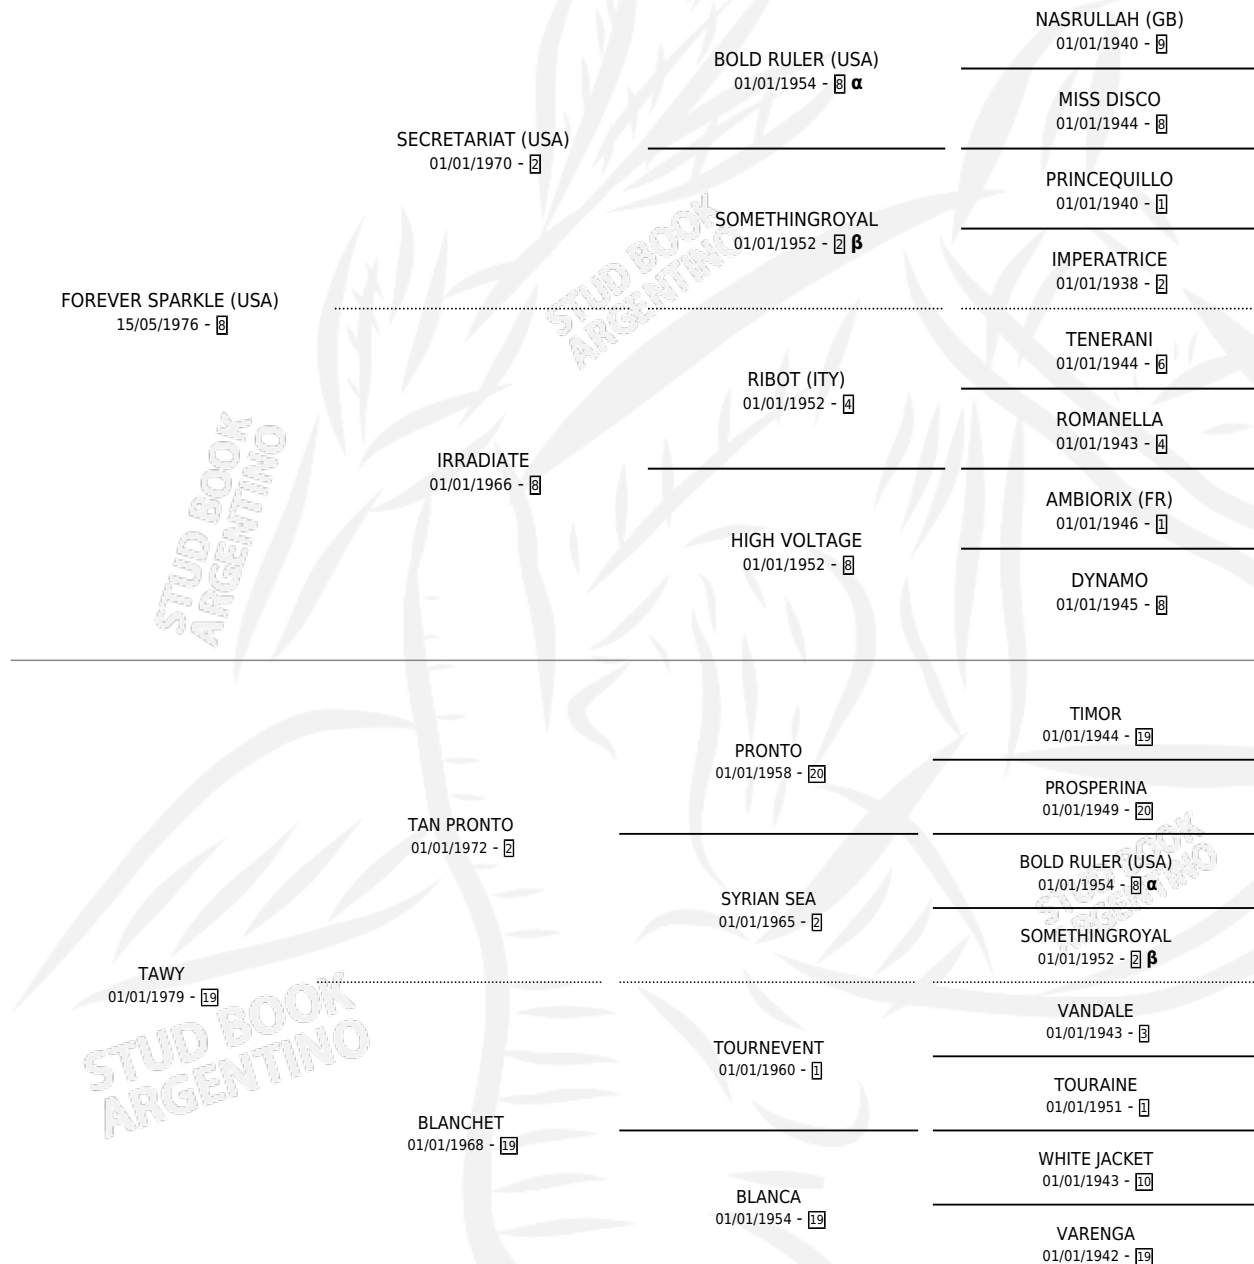 NASRULLAH (GB)
01/01/1940 - 9
BOLD RULER (USA)
01/01/1954 - 8 α
MISS DISCO
01/01/1944 - 8
SECRETARIAT (USA)
01/01/1970 - 2
PRINCEQUILLO
01/01/1940 - 1
SOMETHINGROYAL
01/01/1952 - 2 β
IMPERATRICE
01/01/1938 - 2
FOREVER SPARKLE (USA)
15/05/1976 - 8
TENERANI
01/01/1944 - 6
RIBOT (ITY)
01/01/1952 - 4
ROMANELLA
01/01/1943 - 4
IRRADIATE
01/01/1966 - 8
AMBIORIX (FR)
01/01/1946 - 1
HIGH VOLTAGE
01/01/1952 - 8
DYNAMO
01/01/1945 - 8
TIMOR
01/01/1944 - 19
PRONTO
01/01/1958 - 20
PROSPERINA
01/01/1949 - 20
TAN PRONTO
01/01/1972 - 2
BOLD RULER (USA)
01/01/1954 - 8 α
SYRIAN SEA
01/01/1965 - 2
SOMETHINGROYAL
01/01/1952 - 2 β
TAWY
01/01/1979 - 19
VANDALE
01/01/1943 - 3
TOURNEVENT
01/01/1960 - 1
TOURAINE
01/01/1951 - 1
BLANCHET
01/01/1968 - 19
WHITE JACKET
01/01/1943 - 10
BLANCA
01/01/1954 - 19
VARENGA
01/01/1942 - 19
STUD BOOK
ARGENTINO
STUD BOOK
ARGENTINO
STUD BOOK
ARGENTINO
STUD BOOK
ARGENTINO